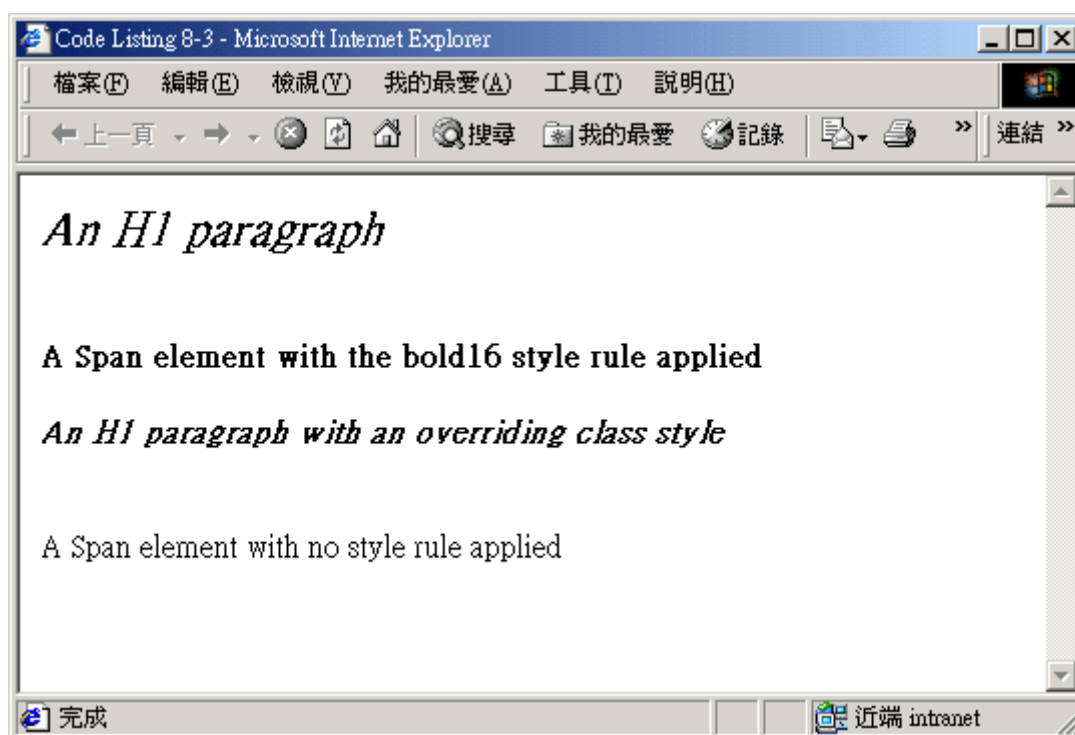 Code Listing 8-3 - Microsoft Internet Explorer
檔案(F) 編輯(E) 檢視(V) 我的最愛(A) 工具(T) 說明(H)
上一頁 搜尋 我的最愛 記錄 » 連結 »
An H1 paragraph
A Span element with the bold16 style rule applied
An H1 paragraph with an overriding class style
A Span element with no style rule applied
完成 近端 intranet